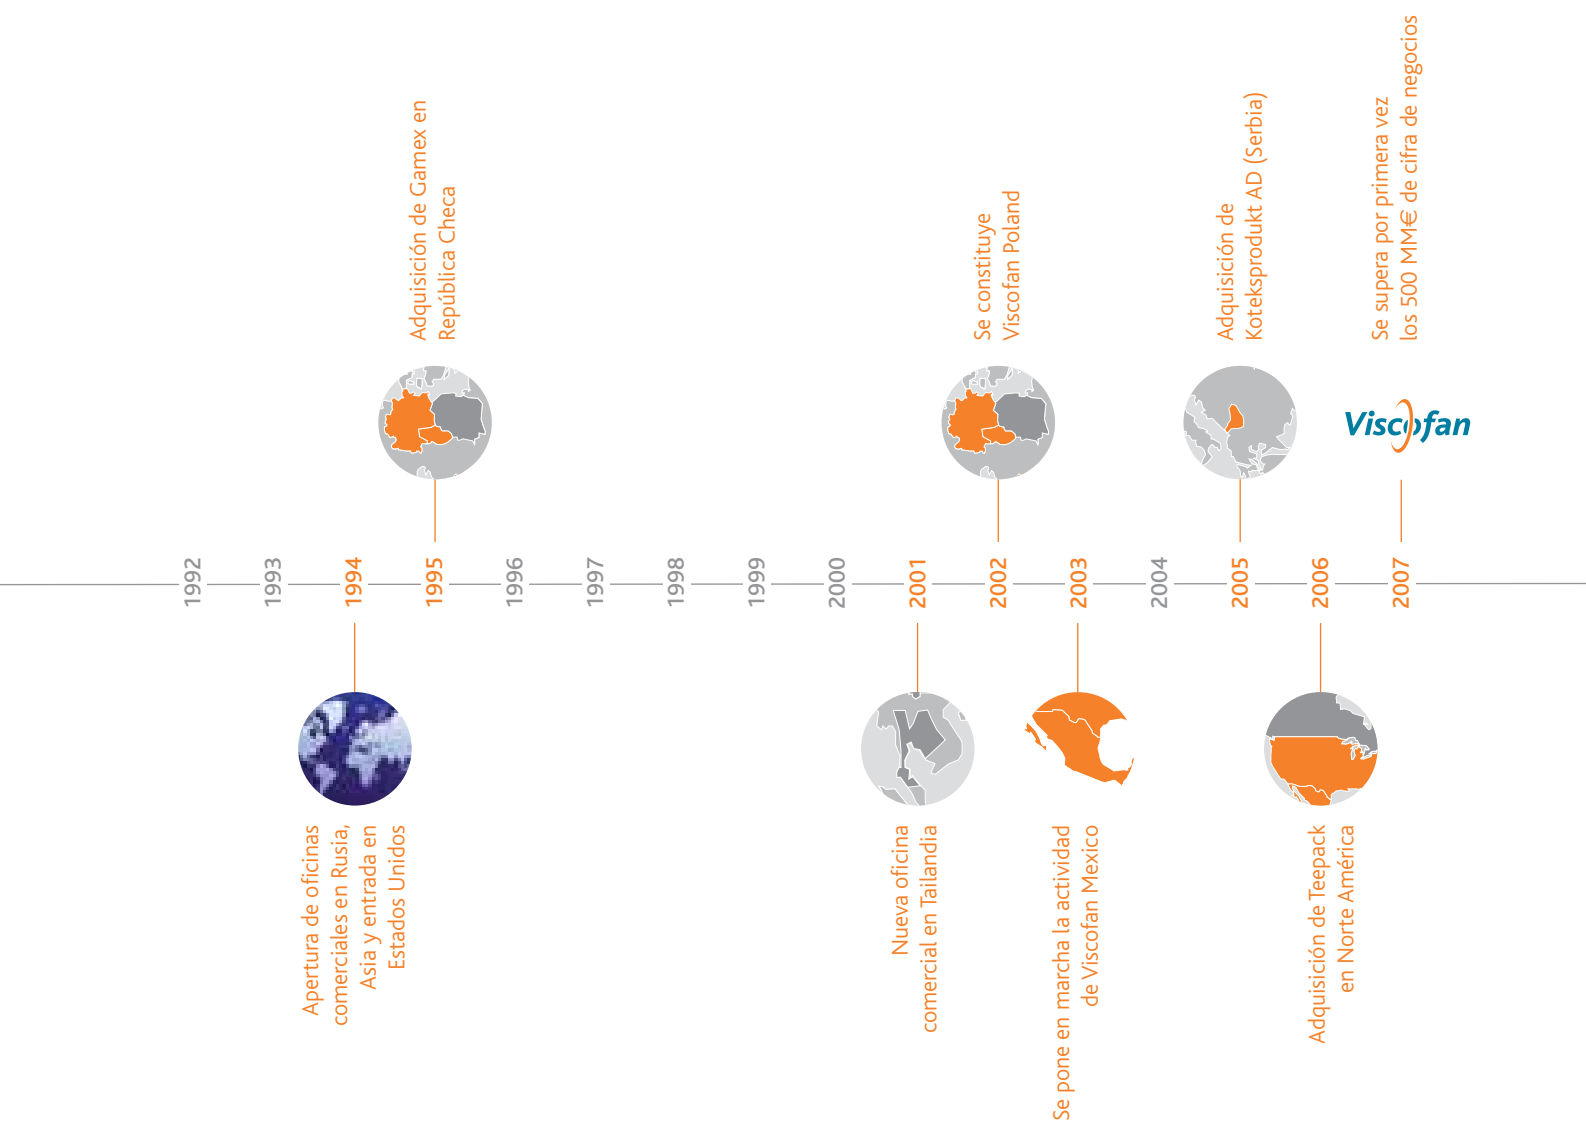 Adquisición de Gamex en
República Checa
Se constituye
Viscofan Poland
Adquisición de
Koteksprodukt AD (Serbia)
Se supera por primera vez
los 500 MM€ de cifra de negocios
Viscofan
1992
1993
1994
1995
1996
1997
1998
1999
2000
2001
2002
2003
2004
2005
2006
2007
Apertura de oficinas
comerciales en Rusia,
Asia y entrada en
Estados Unidos
Nueva oficina
comercial en Tailandia
Se pone en marcha la actividad
de Viscofan Mexico
Adquisición de Teepack
en Norte América